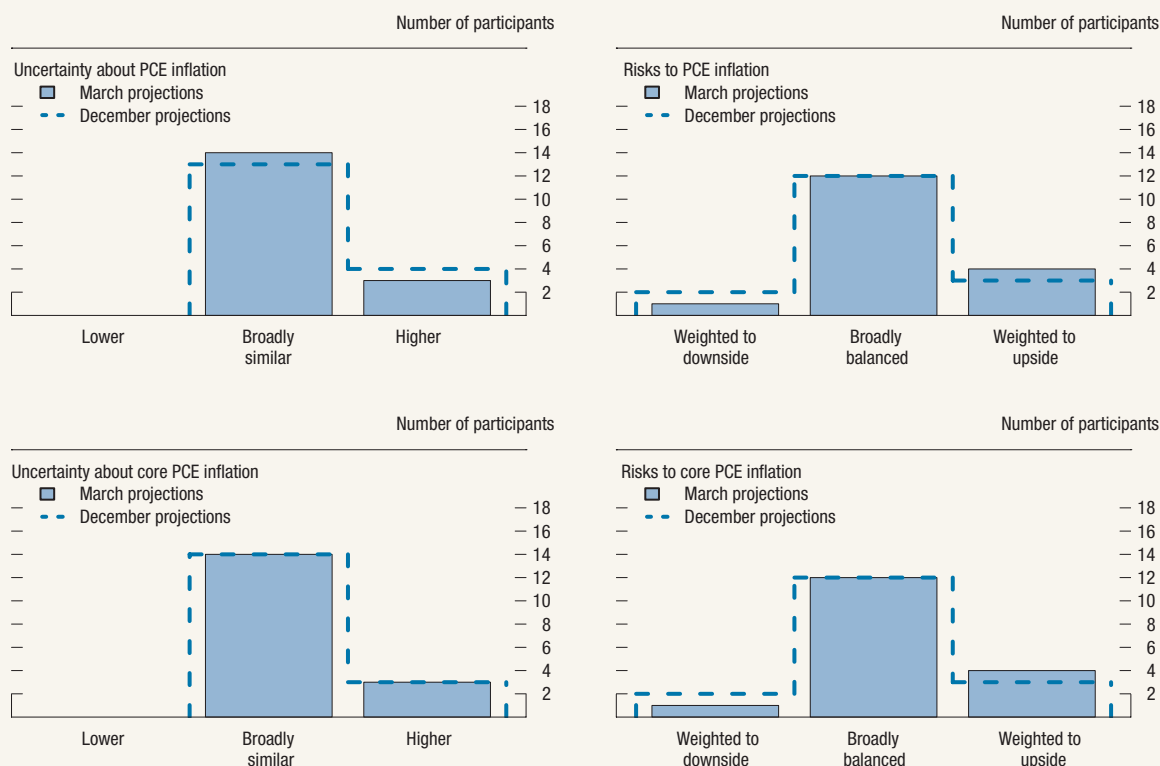 Number of participants
Uncertainty about PCE inflation
March projections
December projections
18
16
14
12
10
8
6
4
2
Lower
Broadly
similar
Higher
Number of participants
Risks to PCE inflation
March projections
December projections
18
16
14
12
10
8
6
4
2
Weighted to
downside
Broadly
balanced
Weighted to
upside
Number of participants
Uncertainty about core PCE inflation
March projections
December projections
18
16
14
12
10
8
6
4
2
Lower
Broadly
similar
Higher
Number of participants
Risks to core PCE inflation
March projections
December projections
18
16
14
12
10
8
6
4
2
Weighted to
downside
Broadly
balanced
Weighted to
upside